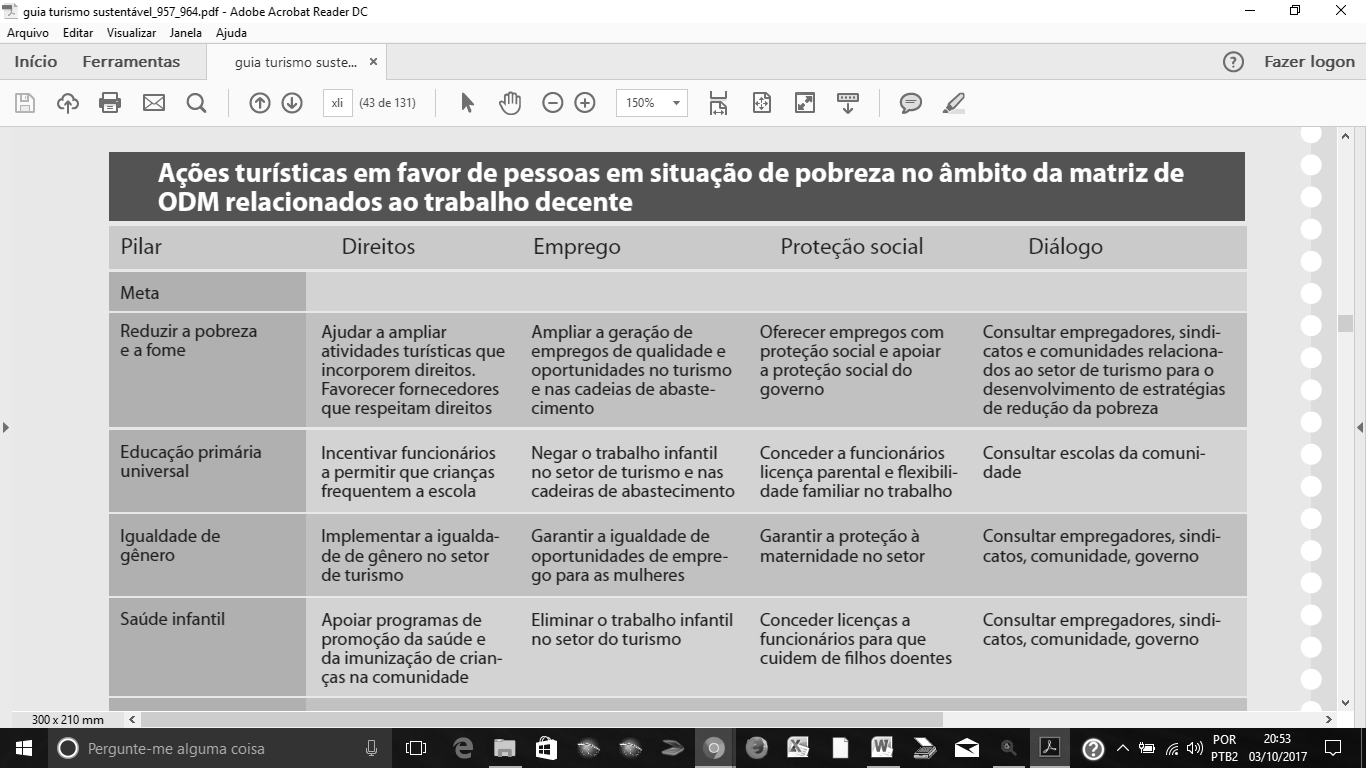 guia turismo sustentável_957_964.pdf - Adobe Acrobat Reader DC
Arquivo Editar Visualizar Janela Ajuda
Início Ferramentas guia turismo suste... × ? Fazer logon
xli (43 de 131) 150%
Ações turísticas em favor de pessoas em situação de pobreza no âmbito da matriz de
ODM relacionados ao trabalho decente
Pilar Direitos Emprego Proteção social Diálogo
Meta
Reduzir a pobreza
e a fome
Ajudar a ampliar
atividades turísticas que
incorporem direitos.
Favorecer fornecedores
que respeitam direitos
Ampliar a geração de
empregos de qualidade e
oportunidades no turismo
e nas cadeias de abaste-
cimento
Oferecer empregos com
proteção social e apoiar
a proteção social do
governo
Consultar empregadores, sindi-
catos e comunidades relaciona-
dos ao setor de turismo para o
desenvolvimento de estratégias
de redução da pobreza
Educação primária
universal
Incentivar funcionários
a permitir que crianças
frequentem a escola
Negar o trabalho infantil
no setor de turismo e nas
cadeiras de abastecimento
Conceder a funcionários
licença parental e flexibili-
dade familiar no trabalho
Consultar escolas da comuni-
dade
Igualdade de
gênero
Implementar a igualda-
de de gênero no setor
de turismo
Garantir a igualdade de
oportunidades de empre-
go para as mulheres
Garantir a proteção à
maternidade no setor
Consultar empregadores, sindi-
catos, comunidade, governo
Saúde infantil
Apoiar programas de
promoção da saúde e
da imunização de crian-
ças na comunidade
Eliminar o trabalho infantil
no setor do turismo
Conceder licenças a
funcionários para que
cuidem de filhos doentes
Consultar empregadores, sindi-
catos, comunidade, governo
300 x 210 mm
Pergunte-me alguma coisa
POR
PTB2
20:53
03/10/2017